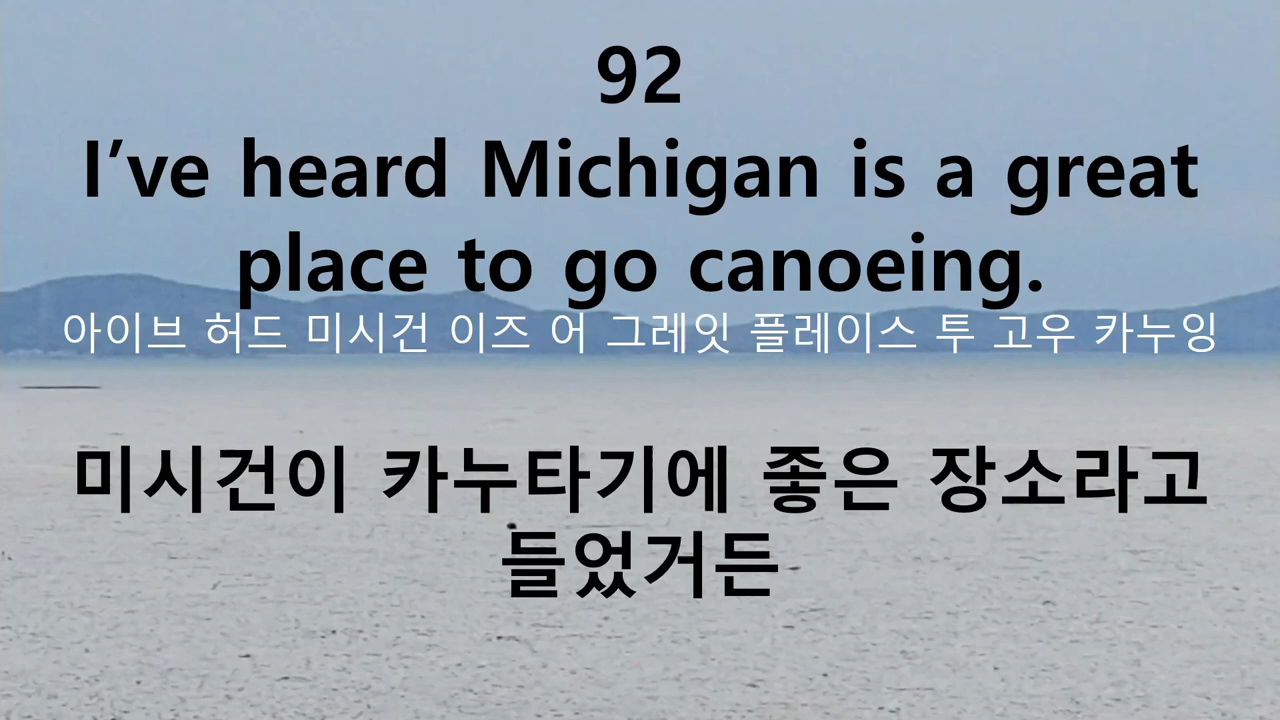 92
I’ve heard Michigan is a great
place to go canoeing.
아이브 허드 미시건 이즈 어 그레잇 플레이스 투 고우 카누잉
미시건이 카누타기에 좋은 장소라고
들었거든